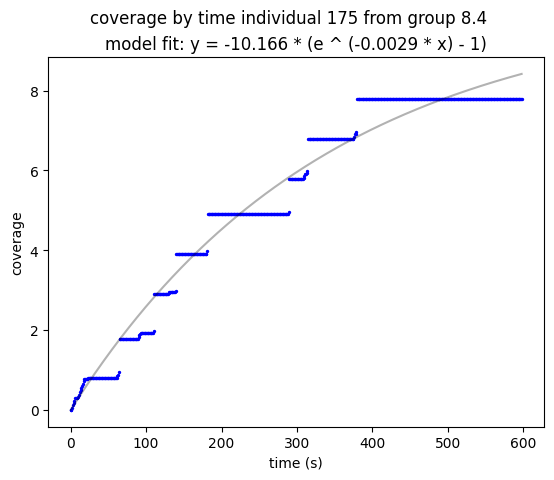 coverage by time individual 175 from group 8.4
model fit: y = -10.166 * (e ^ (-0.0029 * x) - 1)
8
6
4
2
0
coverage
0 100 200 300 400 500 600
time (s)